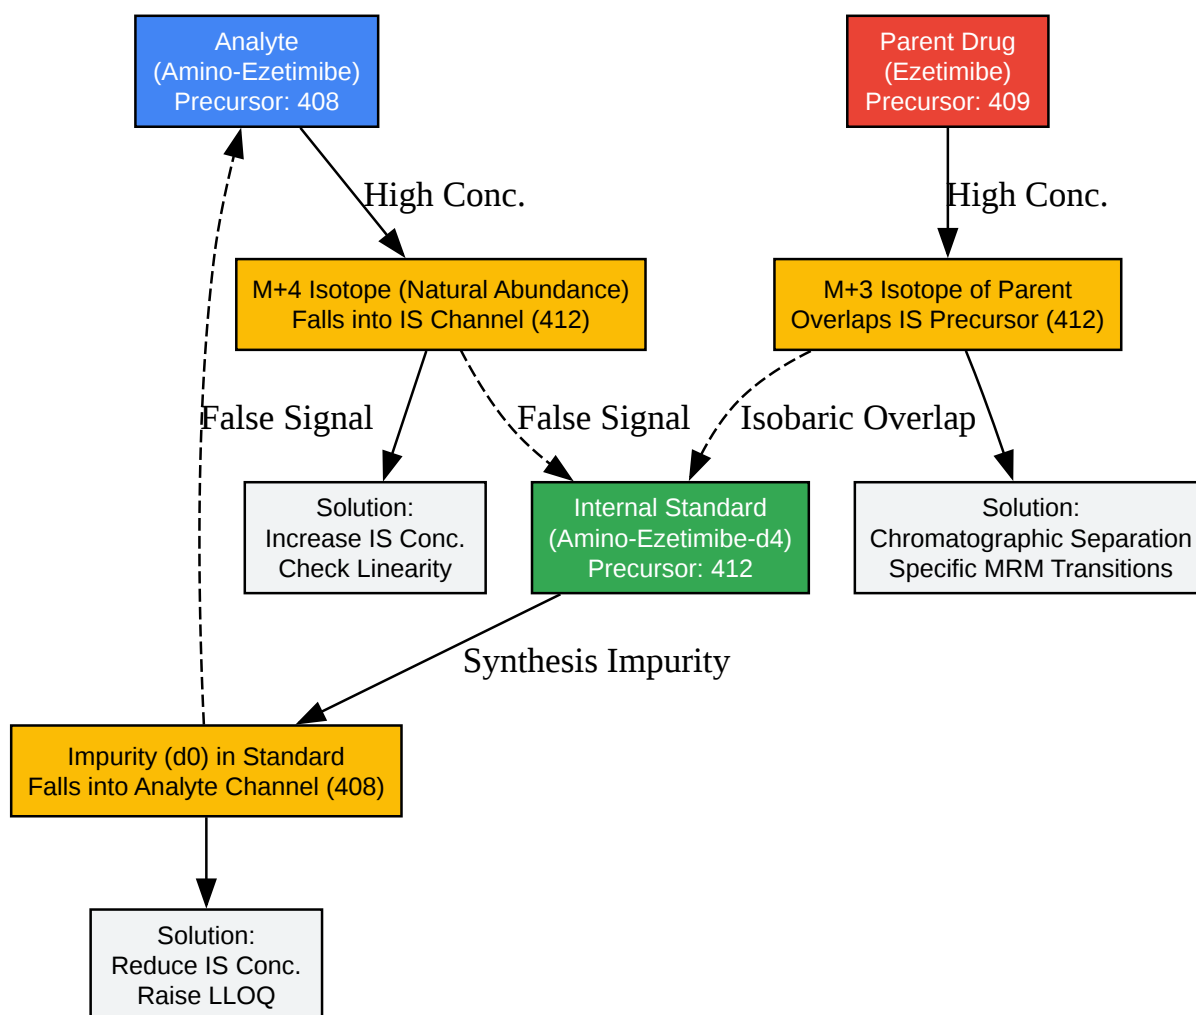 Analyte
(Amino-Ezetimibe)
Precursor: 408
Parent Drug
(Ezetimibe)
Precursor: 409
High Conc.
High Conc.
M+4 Isotope (Natural Abundance)
Falls into IS Channel (412)
M+3 Isotope of Parent
Overlaps IS Precursor (412)
False Signal
False Signal
Isobaric Overlap
Solution:
Increase IS Conc.
Check Linearity
Internal Standard
(Amino-Ezetimibe-d4)
Precursor: 412
Solution:
Chromatographic Separation
Specific MRM Transitions
Synthesis Impurity
Impurity (d0) in Standard
Falls into Analyte Channel (408)
Solution:
Reduce IS Conc.
Raise LLOQ